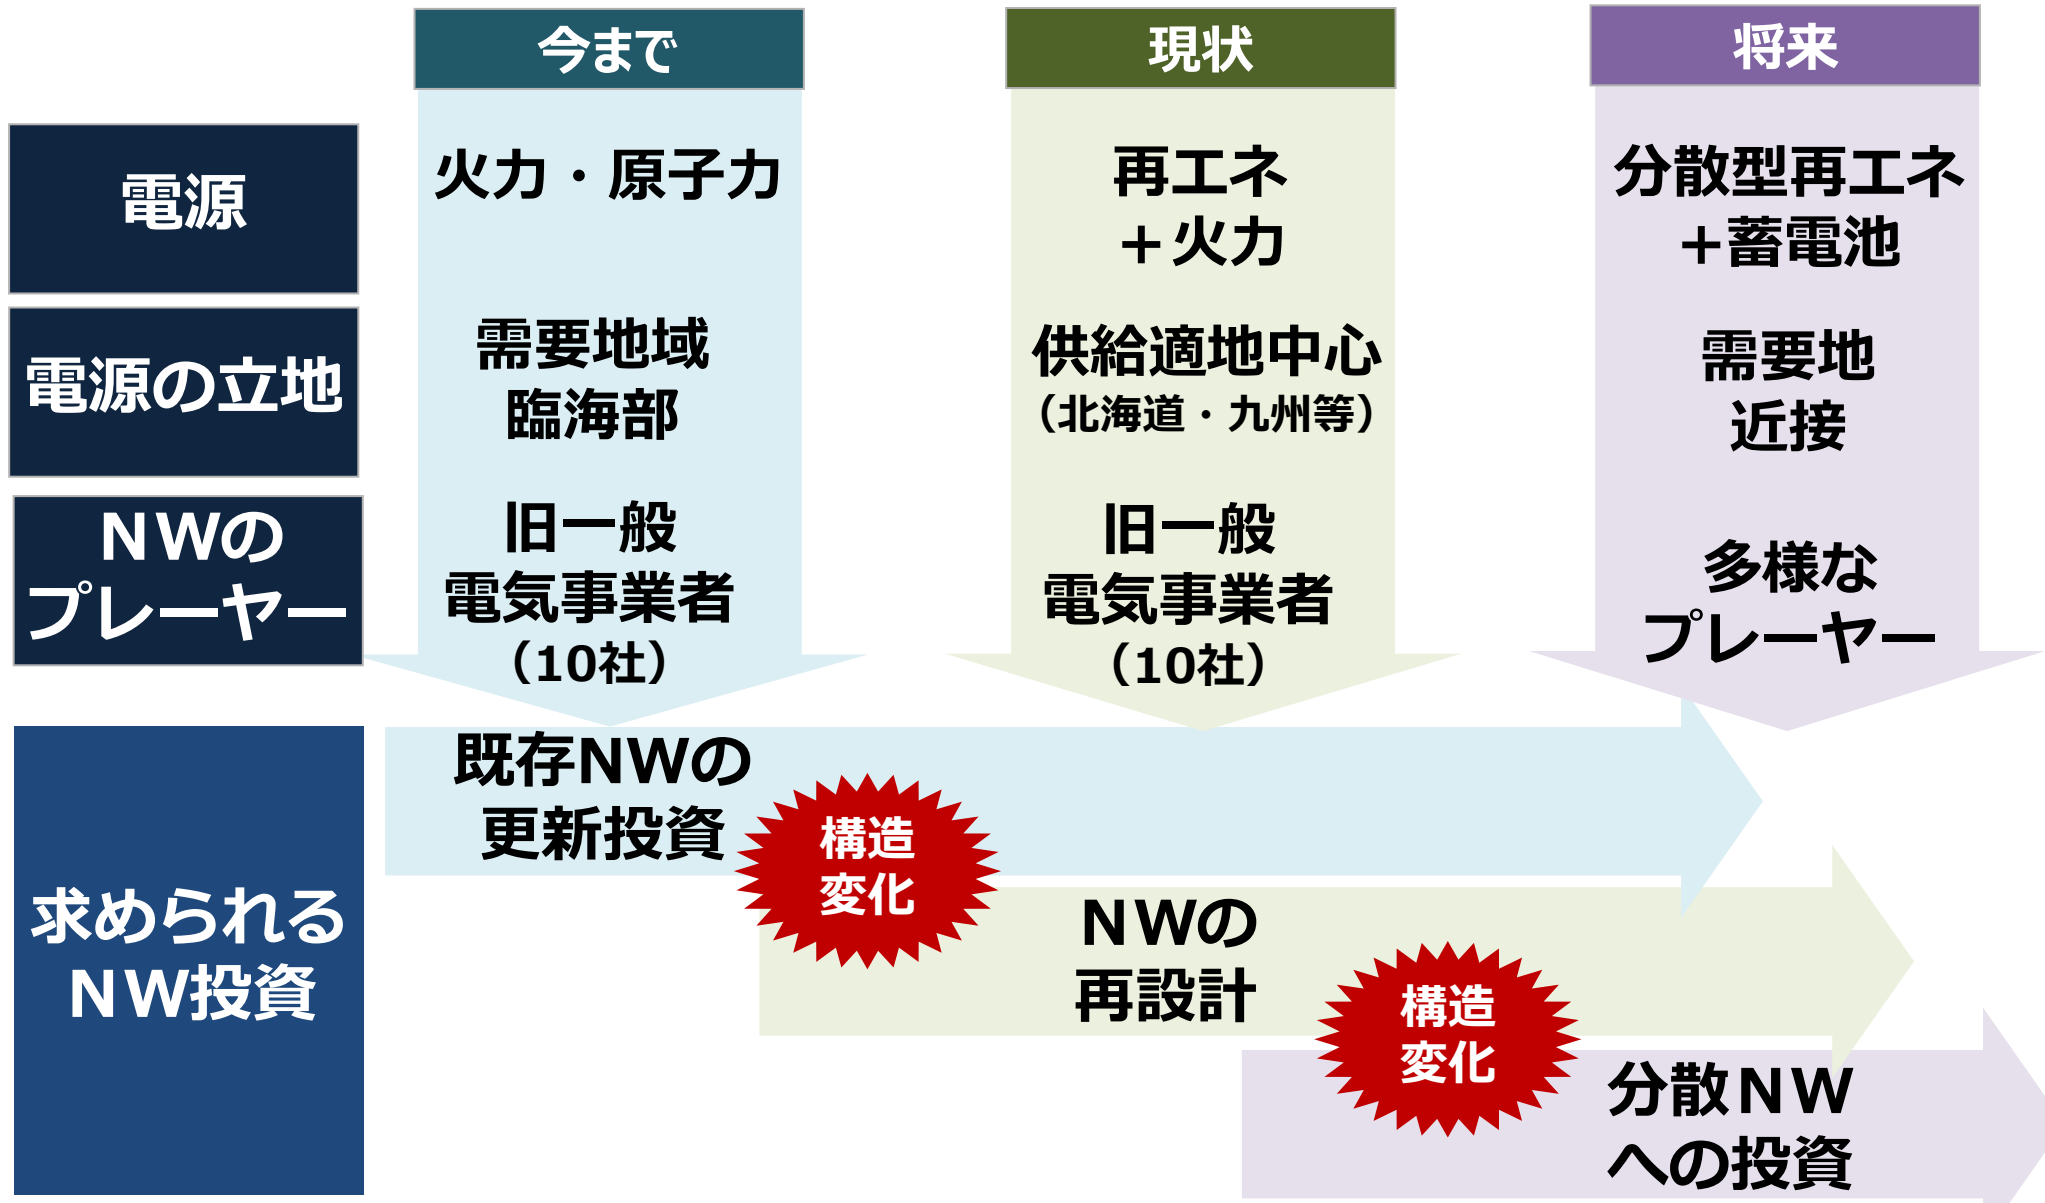 今まで
現状
将来
電源
火力・原子力
再エネ
+火力
分散型再エネ
+蓄電池
電源の立地
需要地域
臨海部
供給適地中心
（北海道・九州等）
需要地
近接
NWの
プレーヤー
旧一般
電気事業者
（10社）
旧一般
電気事業者
（10社）
多様な
プレーヤー
求められる
NW投資
既存NWの
更新投資
構造
変化
NWの
再設計
構造
変化
分散NW
への投資